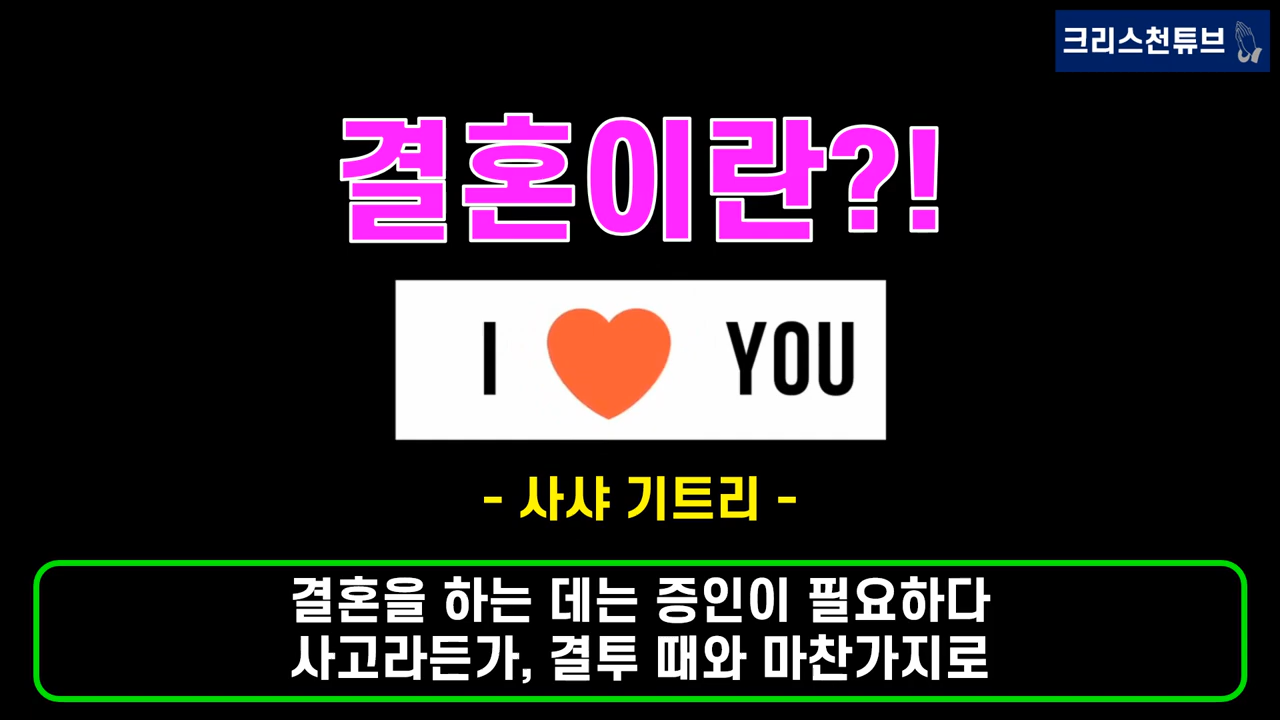 크리스천튜브
결혼이란?!
I YOU
- 사샤 기트리 -
결혼을 하는 데는 증인이 필요하다
사고라든가, 결투 때와 마찬가지로